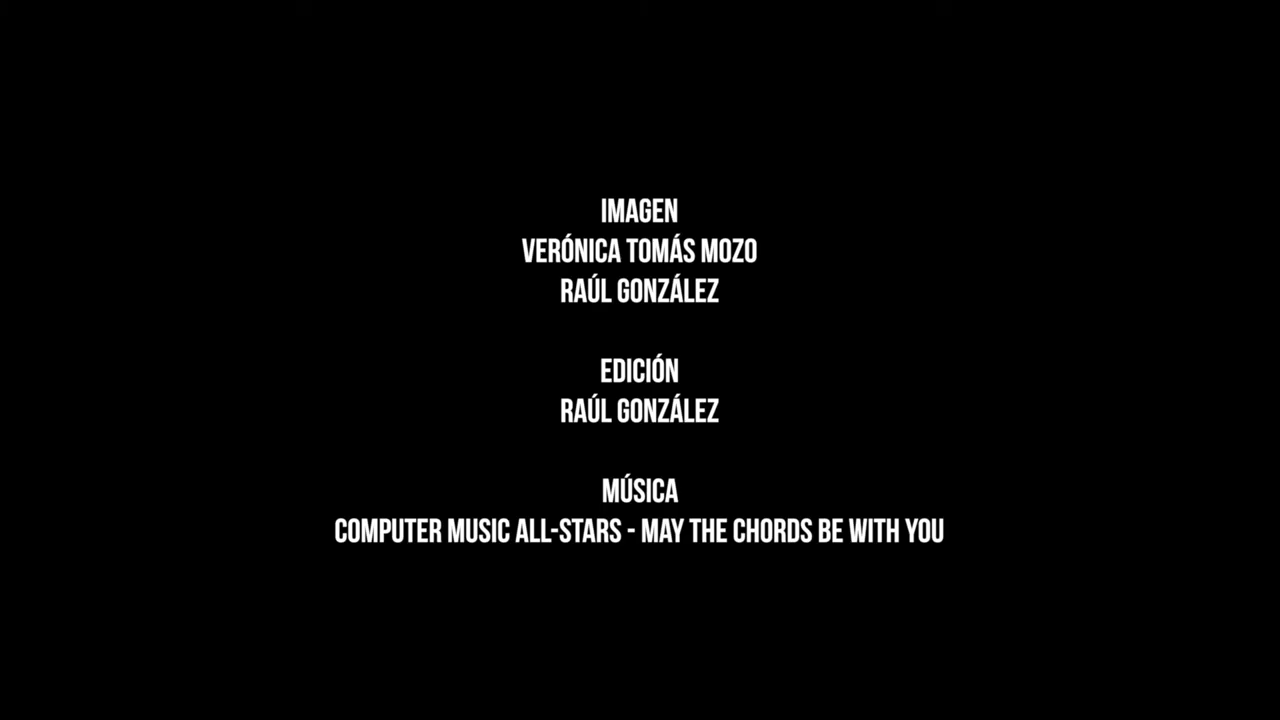 IMAGEN
VERÓNICA TOMÁS MOZO
RAÚL GONZÁLEZ
EDICIÓN
RAÚL GONZÁLEZ
MÚSICA
COMPUTER MUSIC ALL-STARS - MAY THE CHORDS BE WITH YOU